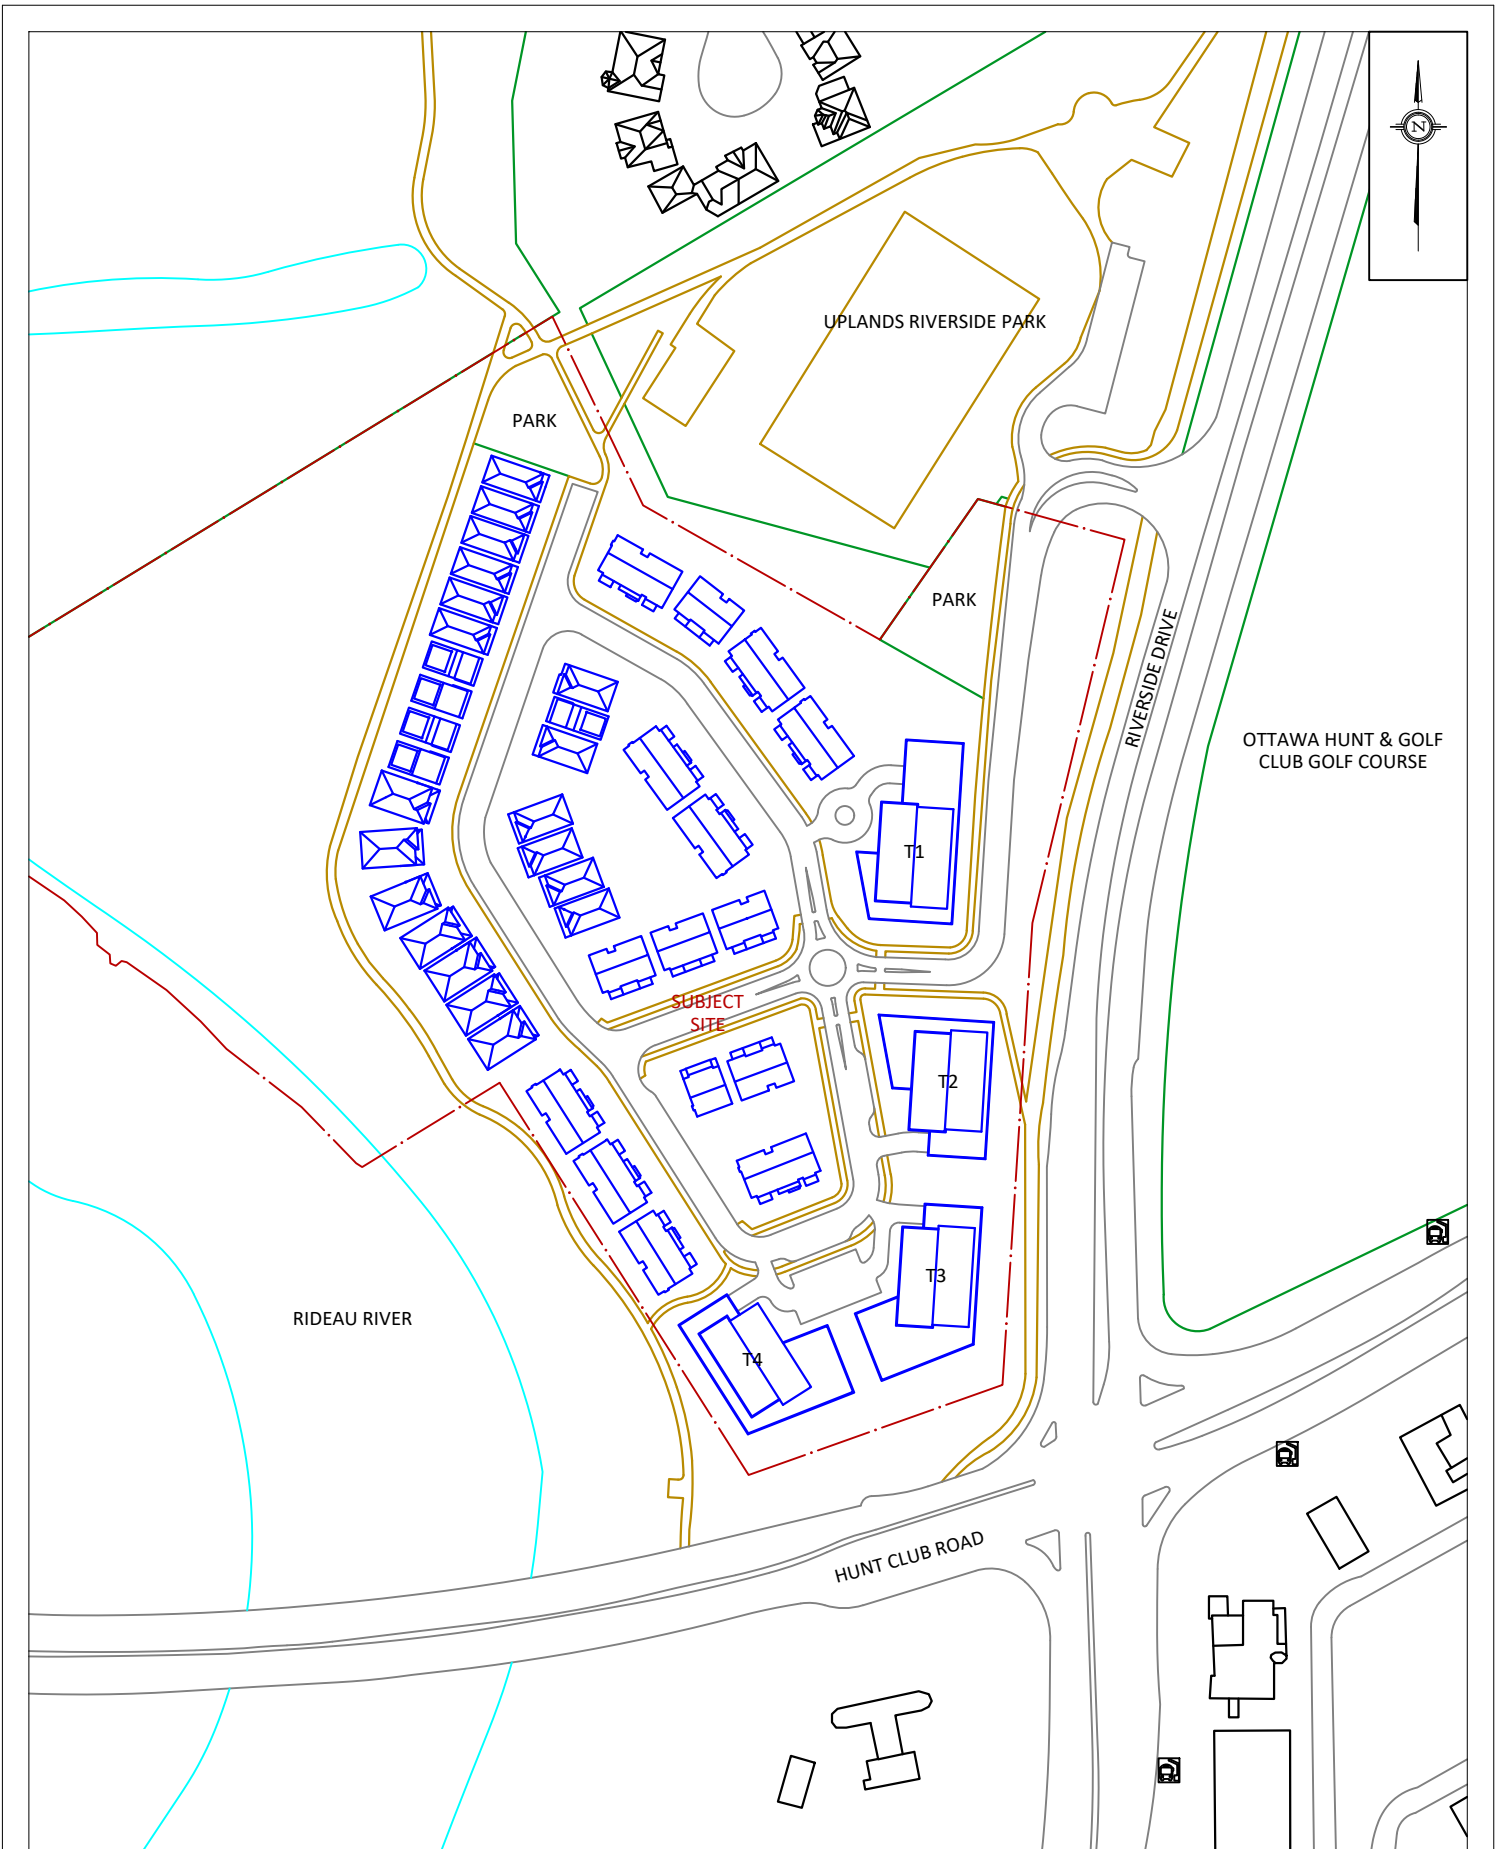 N
UPLANDS RIVERSIDE PARK
PARK
PARK
RIVERSIDE DRIVE
OTTAWA HUNT & GOLF
CLUB GOLF COURSE
T1
SUBJECT
SITE
T2
T3
RIDEAU RIVER
T4
HUNT CLUB ROAD